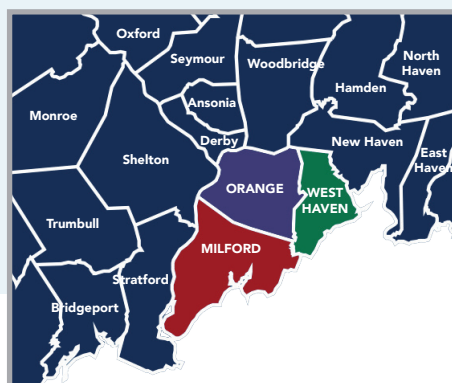 Oxford
Seymour
Woodbridge
North
Haven
Hamden
Monroe
Ansonia
Derby
New Haven
East
Haven
Shelton
ORANGE
WEST
HAVEN
Trumbull
MILFORD
Stratford
Bridgeport